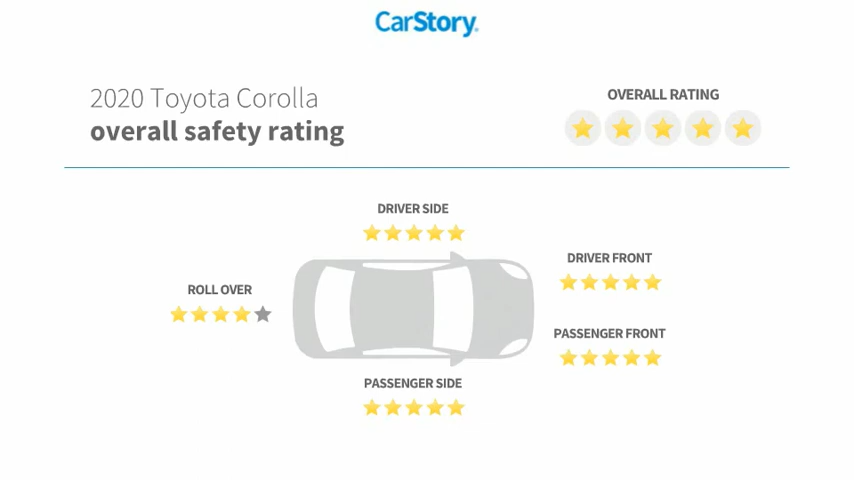 CarStory
2020 Toyota Corolla
overall safety rating
OVERALL RATING
DRIVER SIDE
DRIVER FRONT
ROLL OVER
PASSENGER FRONT
PASSENGER SIDE